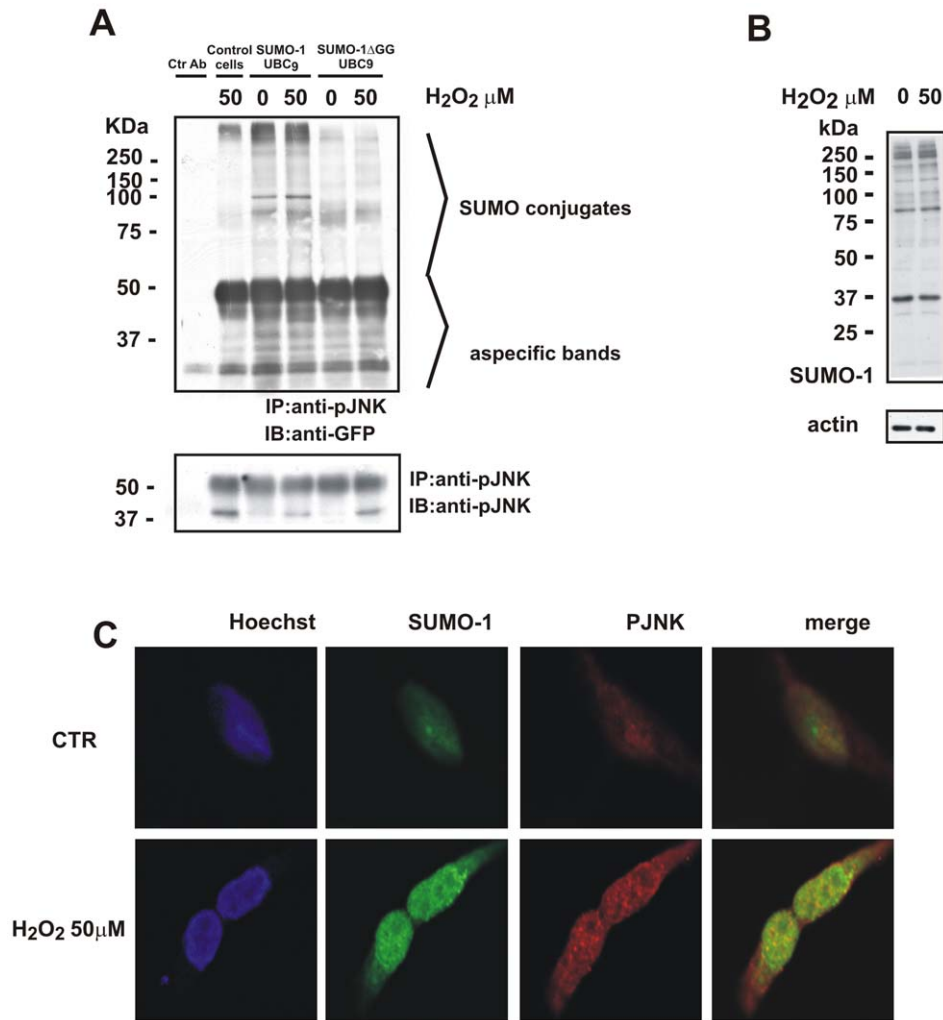 A
Ctr Ab
Control cells
SUMO-1 UBC9
SUMO-1ΔGG UBC9
50 0 50 0 50 H2O2 μM
KDa
250 -
150 -
100 -
75 -
50 -
37 -
SUMO conjugates
aspecific bands
IP:anti-pJNK
IB:anti-GFP
50 -
37 -
IP:anti-pJNK
IB:anti-pJNK
B
H2O2 μM 0 50
kDa
250 -
150 -
100 -
75 -
50 -
37 -
25 -
SUMO-1
actin
C
Hoechst SUMO-1 PJNK merge
CTR
H2O2 50μM